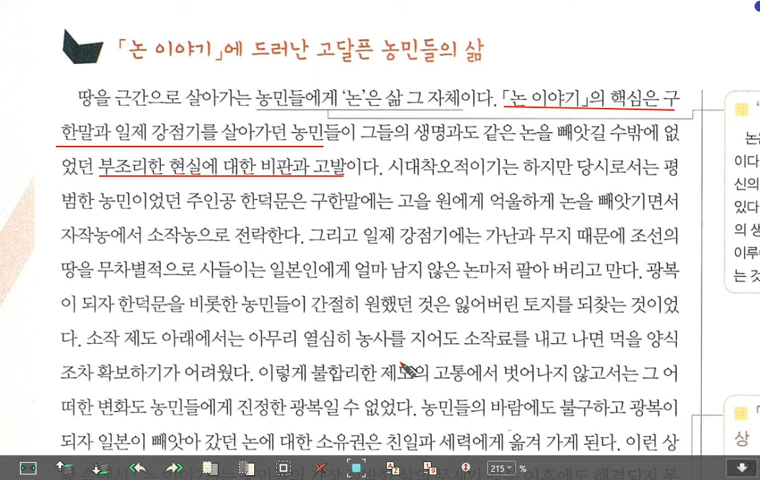 「논 이야기」에 드러난 고달픈 농민들의 삶
땅을 근간으로 살아가는 농민들에게 '논'은 삶 그 자체이다. 「논 이야기」의 핵심은 구
한말과 일제 강점기를 살아가던 농민들이 그들의 생명과도 같은 논을 빼앗길 수밖에 없
었던 부조리한 현실에 대한 비판과 고발이다. 시대착오적이기는 하지만 당시로서는 평
범한 농민이었던 주인공 한덕문은 구한말에는 고을 원에게 억울하게 논을 빼앗기면서
자작농에서 소작농으로 전락한다. 그리고 일제 강점기에는 가난과 무지 때문에 조선의
땅을 무차별적으로 사들이는 일본인에게 얼마 남지 않은 논마저 팔아 버리고 만다. 광복
이 되자 한덕문을 비롯한 농민들이 간절히 원했던 것은 잃어버린 토지를 되찾는 것이었
다. 소작 제도 아래에서는 아무리 열심히 농사를 지어도 소작료를 내고 나면 먹을 양식
조차 확보하기가 어려웠다. 이렇게 불합리한 제도의 고통에서 벗어나지 않고서는 그 어
떠한 변화도 농민들에게 진정한 광복일 수 없었다. 농민들의 바람에도 불구하고 광복이
되자 일본이 빼앗아 갔던 논에 대한 소유권은 친일파 세력에게 옮겨 가게 된다. 이런 상
이다
신의
있다
의 생
이루
는 것
상
215 %